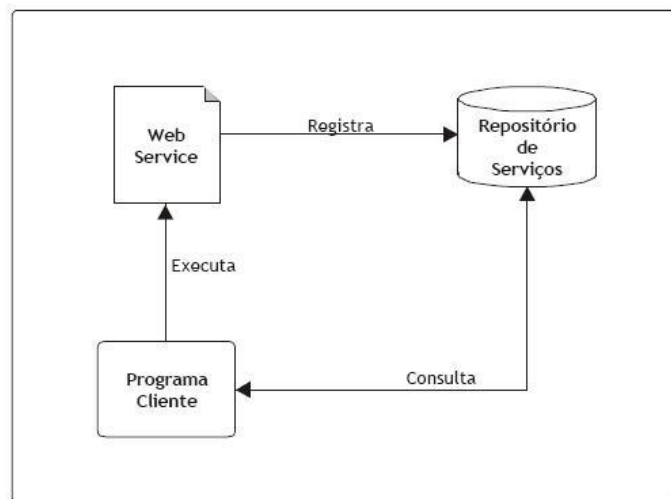 Web
Service
Registra
Repositório
de
Serviços
Executa
Programa
Cliente
Consulta